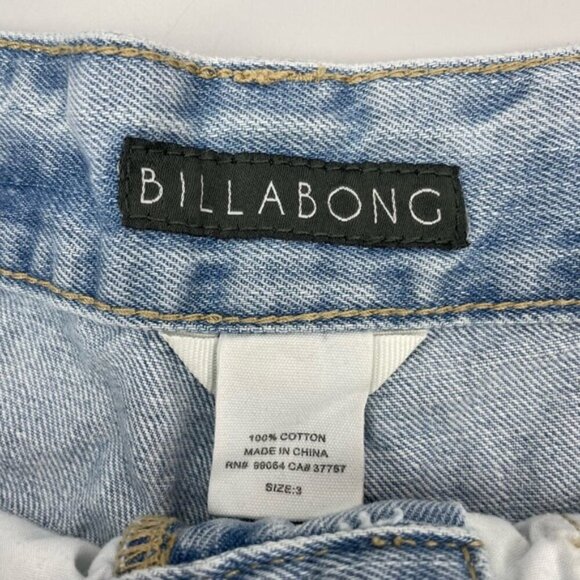 BILLABONG
100% COTTON
MADE IN CHINA
RN# 99064 CA# 37757
SIZE:3